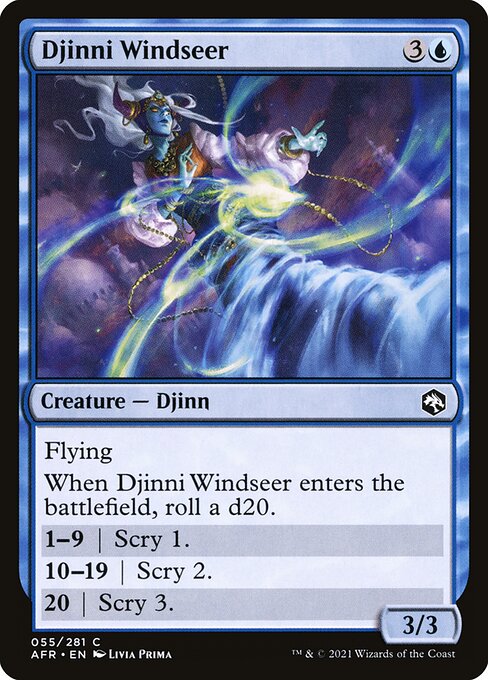 Djinni Windseer 3
Creature — Djinn
Flying
When Djinni Windseer enters the
battlefield, roll a d20.
1–9 | Scry 1.
10–19 | Scry 2.
20 | Scry 3.
3/3
055/281 C
AFR • EN Livia Prima
™ & © 2021 Wizards of the Coast